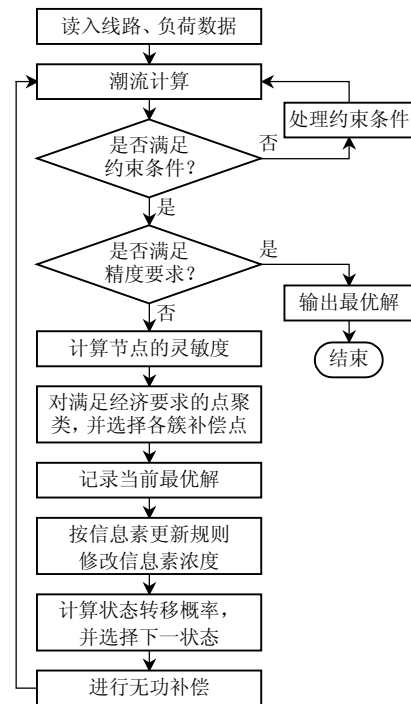 读入线路、负荷数据
潮流计算
处理约束条件
是否满足
约束条件？
否
是
是否满足
精度要求？
是
输出最优解
否
结束
计算节点的灵敏度
对满足经济要求的点聚
类，并选择各簇补偿点
记录当前最优解
按信息素更新规则
修改信息素浓度
计算状态转移概率，
并选择下一状态
进行无功补偿